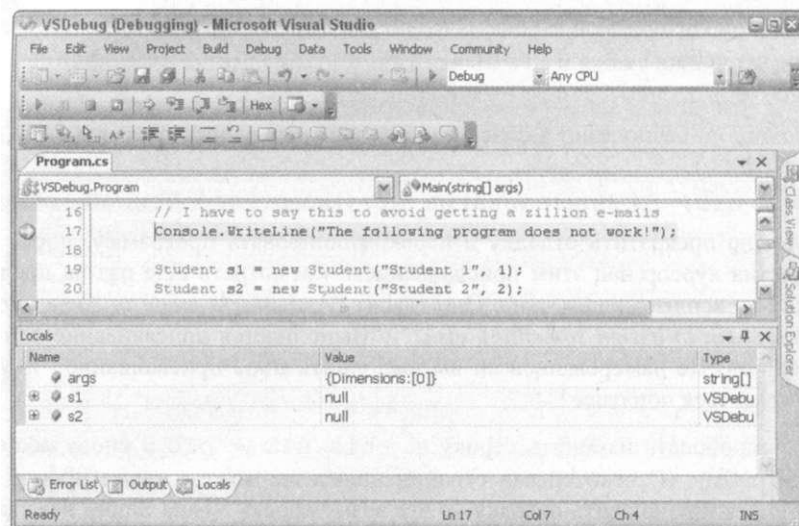 VSDebug (Debugging) - Microsoft Visual Studio
File Edit View Project Build Debug Data Tools Window Community Help
Debug Any CPU
Hex
Program.cs
VSDebug.Program Main(string[] args)
16 // I have to say this to avoid getting a zillion e-mails
17 Console.WriteLine("The following program does not work!");
18
19 Student s1 = new Student("Student 1", 1);
20 Student s2 = new Student("Student 2", 2);
Class View
Solution Explorer
Locals
Name Value Type
args {Dimensions:[0]} string[]
s1 null VSDebu
s2 null VSDebu
Error List Output Locals
Ready Ln 17 Col 7 Ch 4 INS